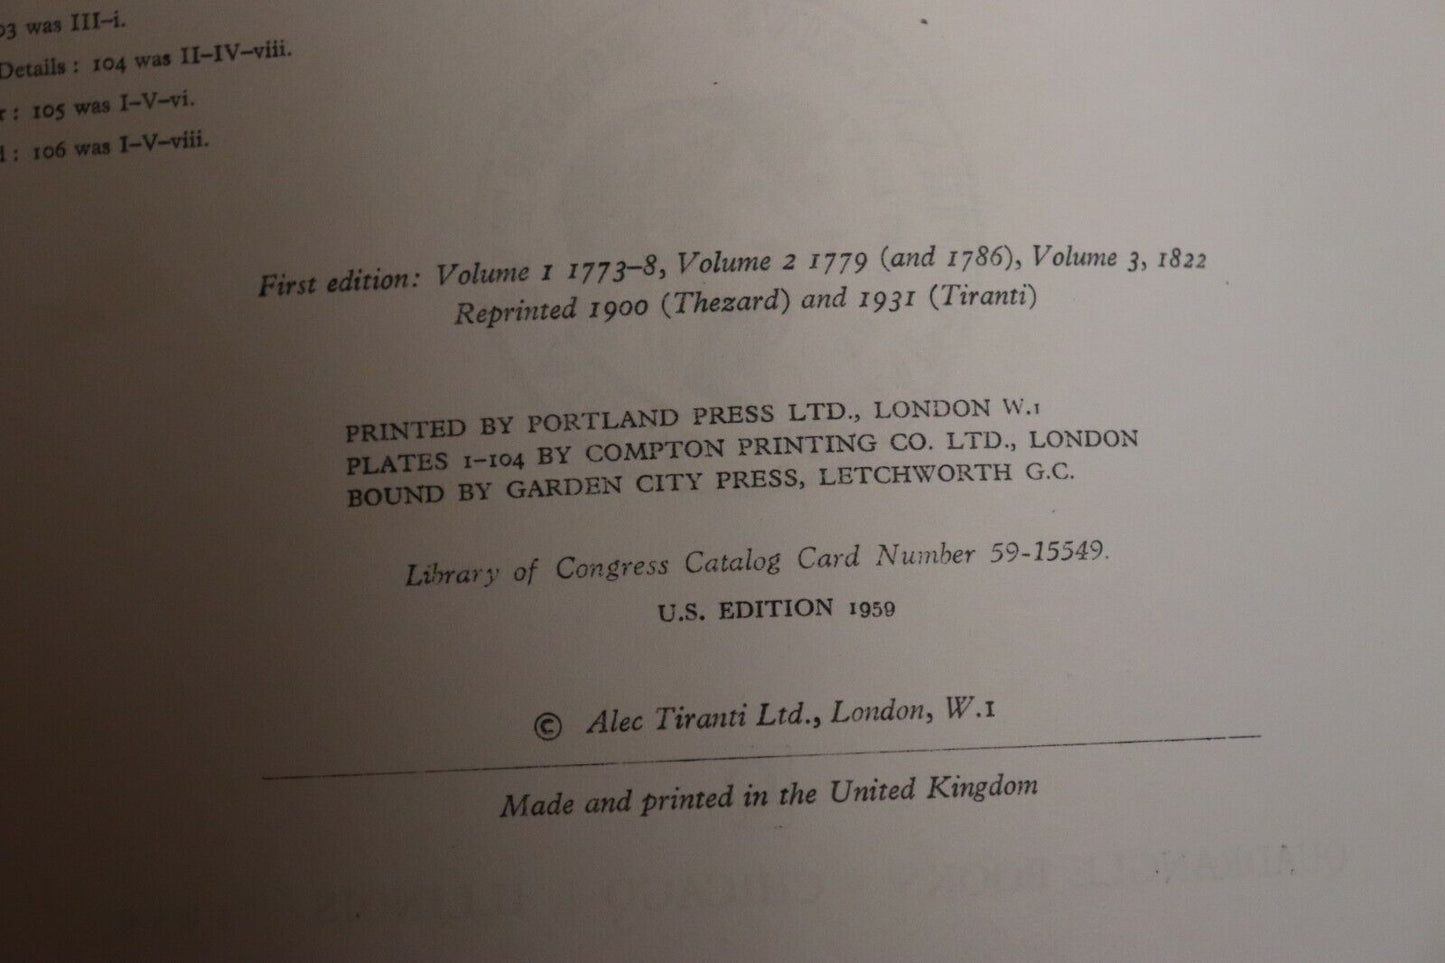 03 was III–i.
Details : 104 was II–IV–viii.
r : 105 was I–V–vi.
l : 106 was I–V–viii.
First edition: Volume 1 1773–8, Volume 2 1779 (and 1786), Volume 3, 1822
Reprinted 1900 (Thezard) and 1931 (Tiranti)
PRINTED BY PORTLAND PRESS LTD., LONDON W.1
PLATES 1–104 BY COMPTON PRINTING CO. LTD., LONDON
BOUND BY GARDEN CITY PRESS, LETCHWORTH G.C.
Library of Congress Catalog Card Number 59-15549.
U.S. EDITION 1959
© Alec Tiranti Ltd., London, W.1
Made and printed in the United Kingdom
QUADRANGLE BOOKS CHICAGO ILLINOIS